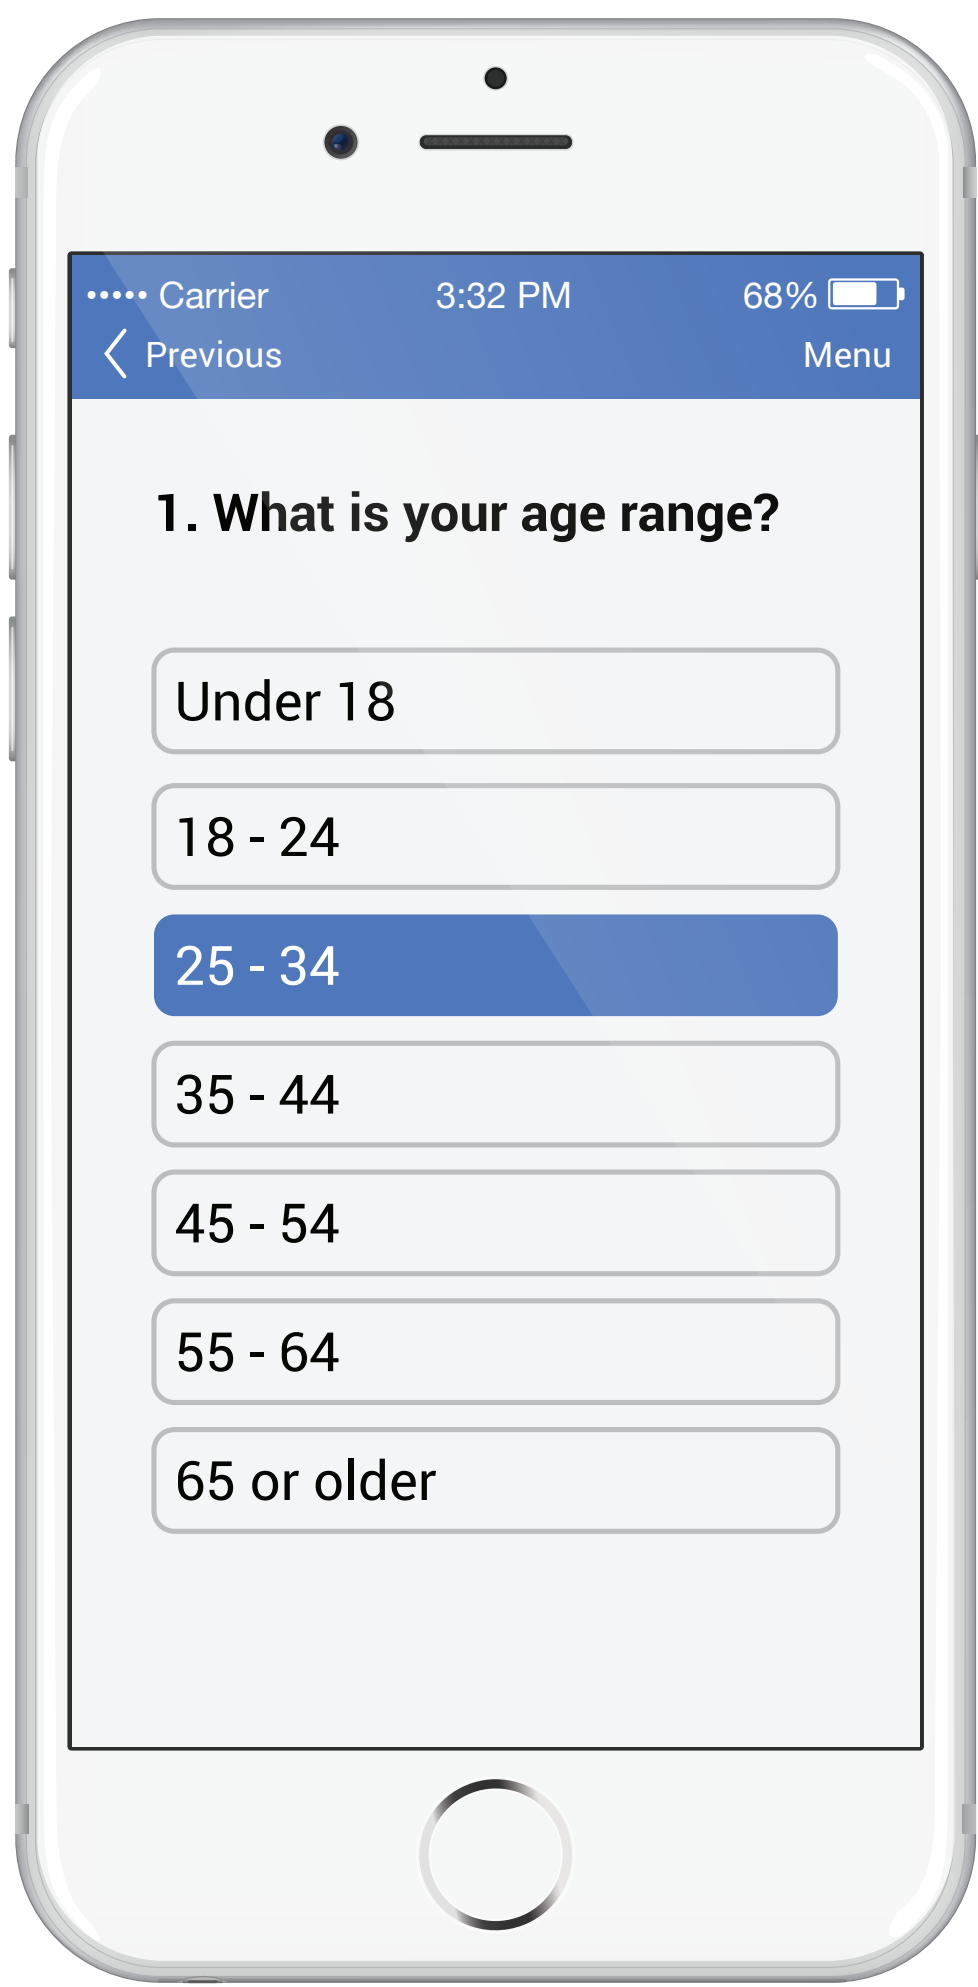 ••••• Carrier 3:32 PM 68%
Previous Menu
1. What is your age range?
Under 18
18 - 24
25 - 34
35 - 44
45 - 54
55 - 64
65 or older